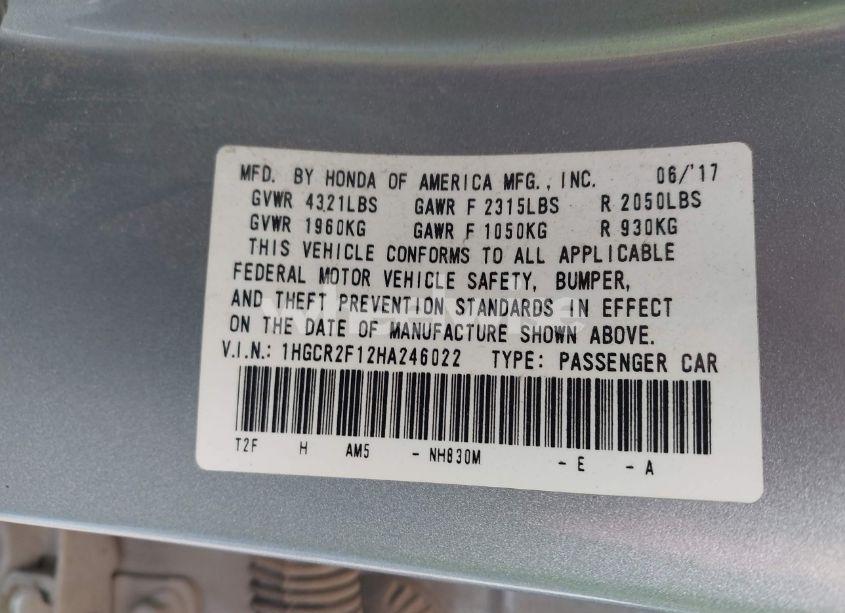 MFD. BY HONDA OF AMERICA MFG., INC. 06/'17
GVWR 4321LBS GAWR F 2315LBS R 2050LBS
GVWR 1960KG GAWR F 1050KG R 930KG
THIS VEHICLE CONFORMS TO ALL APPLICABLE
FEDERAL MOTOR VEHICLE SAFETY, BUMPER,
AND THEFT PREVENTION STANDARDS IN EFFECT
ON THE DATE OF MANUFACTURE SHOWN ABOVE.
V.I.N.: 1HGCR2F12HA246022 TYPE: PASSENGER CAR
T2F H AM5 - NH830M - E - A